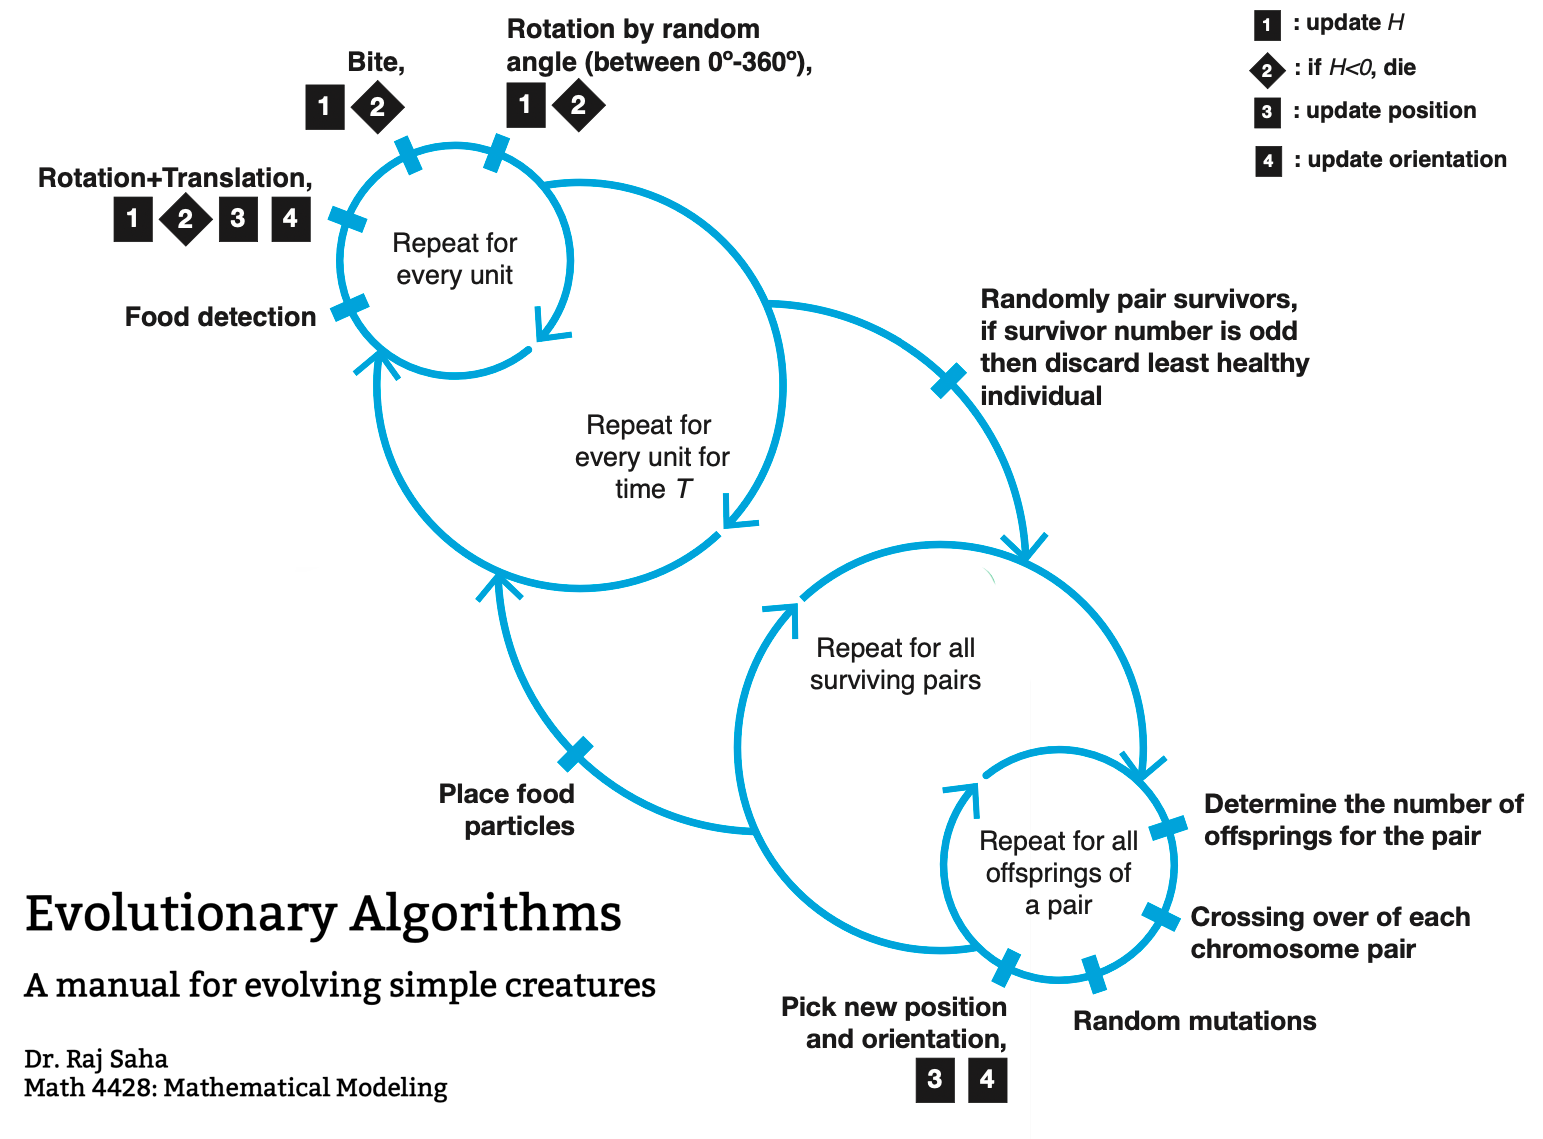 Rotation by random
angle (between 0º-360º),
1 2
Bite,
1 2
Rotation+Translation,
1 2 3 4
Food detection
Repeat for
every unit
1 : update H
2 : if H<0, die
3 : update position
4 : update orientation
Repeat for
every unit for
time T
Randomly pair survivors,
if survivor number is odd
then discard least healthy
individual
Repeat for all
surviving pairs
Place food
particles
Repeat for all
offsprings of
a pair
Determine the number of
offsprings for the pair
Crossing over of each
chromosome pair
Random mutations
Pick new position
and orientation,
3 4
Evolutionary Algorithms
A manual for evolving simple creatures
Dr. Raj Saha
Math 4428: Mathematical Modeling